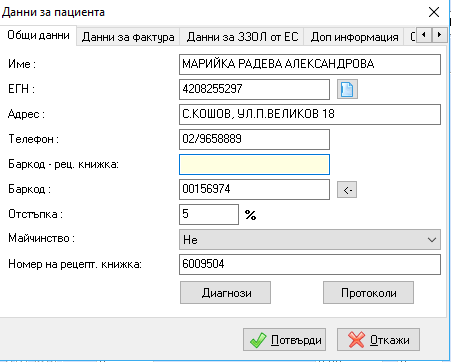 Данни за пациента
Общи данни Данни за фактура Данни за ЗЗОЛ от ЕС Доп информация
Име : МАРИЙКА РАДЕВА АЛЕКСАНДРОВА
ЕГН : 4208255297
Адрес : С.КОШОВ, УЛ.П.ВЕЛИКОВ 18
Телефон : 02/9658889
Баркод - рец. книжка:
Баркод : 00156974 <-
Отстъпка : 5 %
Майчинство : Не
Номер на рецепт. книжка: 6009504
Диагнози Протоколи
Потвърди Откажи